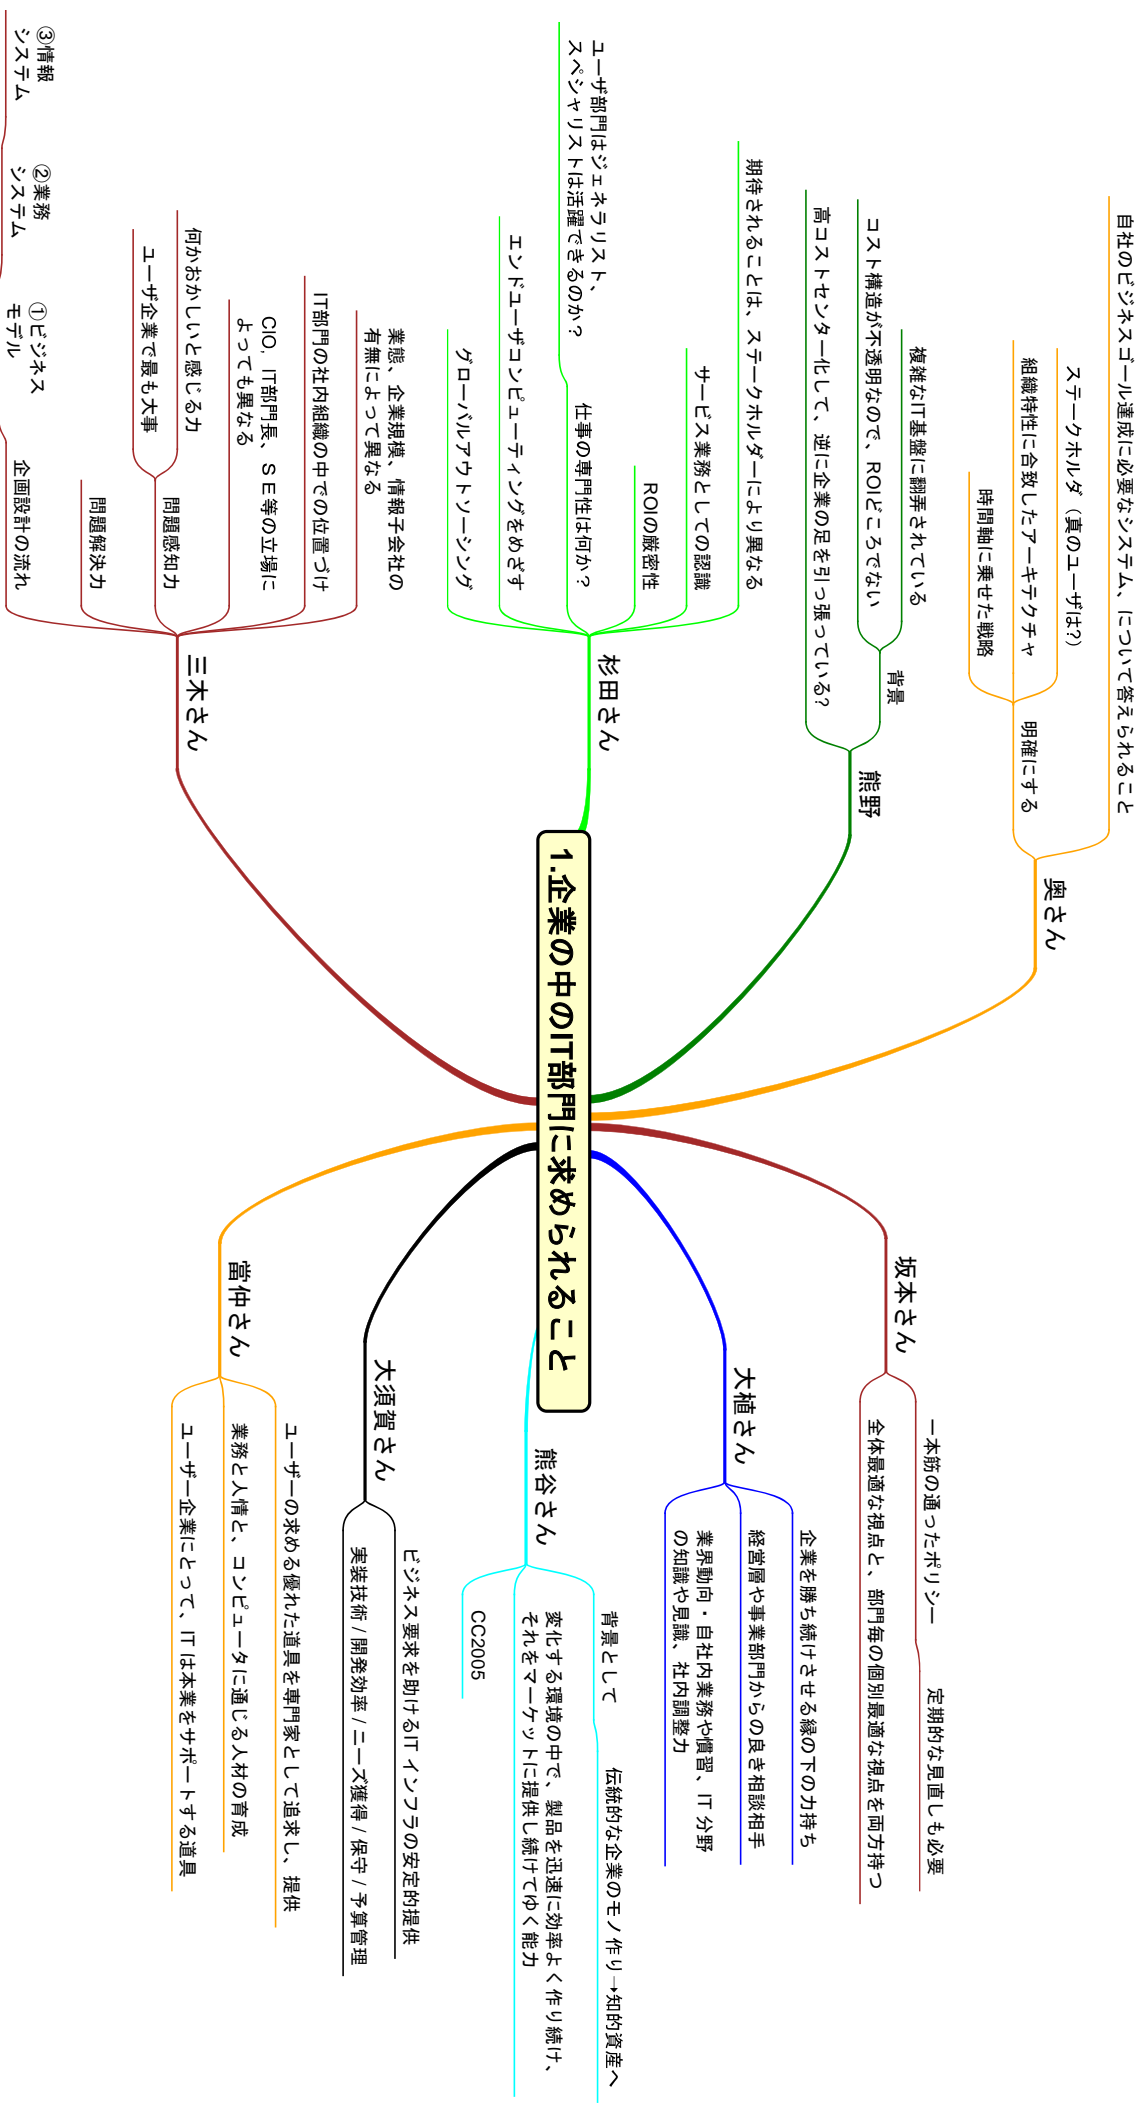 1.企業の中のIT部門に求められること
坂本さん
一本筋の通ったポリシー
定期的な見直しも必要
全体最適な視点と、部門毎の個別最適な視点を両方持つ
大植さん
企業を勝ち続けさせる縁の下の力持ち
経営層や事業部門からの良き相談相手
業界動向・自社内業務や慣習、IT 分野
の知識や見識、社内調整力
熊谷さん
背景として
伝統的な企業のモノ作り→知的資産へ
変化する環境の中で、製品を迅速に効率よく作り続け、
それをマーケットに提供し続けてゆく能力
CC2005
大須賀さん
ビジネス要求を助けるIT インフラの安定的提供
実装技術 / 開発効率 / ニーズ獲得 / 保守 / 予算管理
當仲さん
ユーザーの求める優れた道具を専門家として追求し、提供
業務と人情と、コンピュータに通じる人材の育成
ユーザー企業にとって、ITは本業をサポートする道具
奥さん
自社のビジネスゴール達成に必要なシステム、について答えられること
明確にする
ステークホルダ（真のユーザは?）
組織特性に合致したアーキテクチャ
時間軸に乗せた戦略
熊野
背景
複雑なIT基盤に翻弄されている
コスト構造が不透明なので、ROIどころでない
高コストセンター化して、逆に企業の足を引っ張っている?
杉田さん
期待されることは、ステークホルダーにより異なる
サービス業務としての認識
ROIの厳密性
仕事の専門性は何か？
ユーザ部門はジェネラリスト、
スペシャリストは活躍できるのか？
エンドユーザコンピューティングをめざす
グローバルアウトソーシング
三木さん
業態、企業規模、情報子会社の
有無によって異なる
IT部門の社内組織の中での位置づけ
CIO，IT部門長、ＳＥ等の立場に
よっても異なる
問題感知力
何かおかしいと感じる力
ユーザ企業で最も大事
問題解決力
企画設計の流れ
①ビジネス
モデル
②業務
システム
③情報
システム